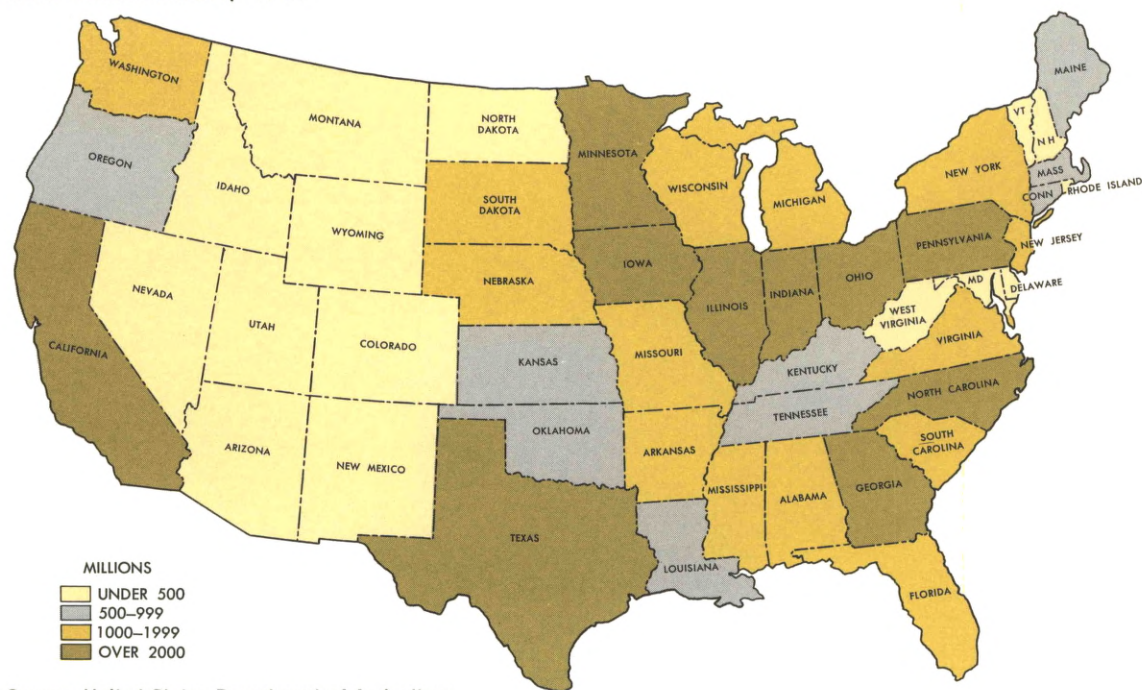 WASHINGTON
MONTANA
NORTH
DAKOTA
MINNESOTA
MAINE
VT
NH
OREGON
IDAHO
WYOMING
SOUTH
DAKOTA
WISCONSIN
MICHIGAN
NEW YORK
MASS
CONN
RHODE ISLAND
NEVADA
UTAH
COLORADO
NEBRASKA
IOWA
ILLINOIS
INDIANA
OHIO
PENNSYLVANIA
NEW JERSEY
MD
DELAWARE
WEST
VIRGINIA
VIRGINIA
CALIFORNIA
KANSAS
MISSOURI
KENTUCKY
NORTH CAROLINA
TENNESSEE
ARIZONA
NEW MEXICO
OKLAHOMA
ARKANSAS
SOUTH
CAROLINA
MISSISSIPPI
ALABAMA
GEORGIA
TEXAS
LOUISIANA
FLORIDA
MILLIONS
UNDER 500
500–999
1000–1999
OVER 2000